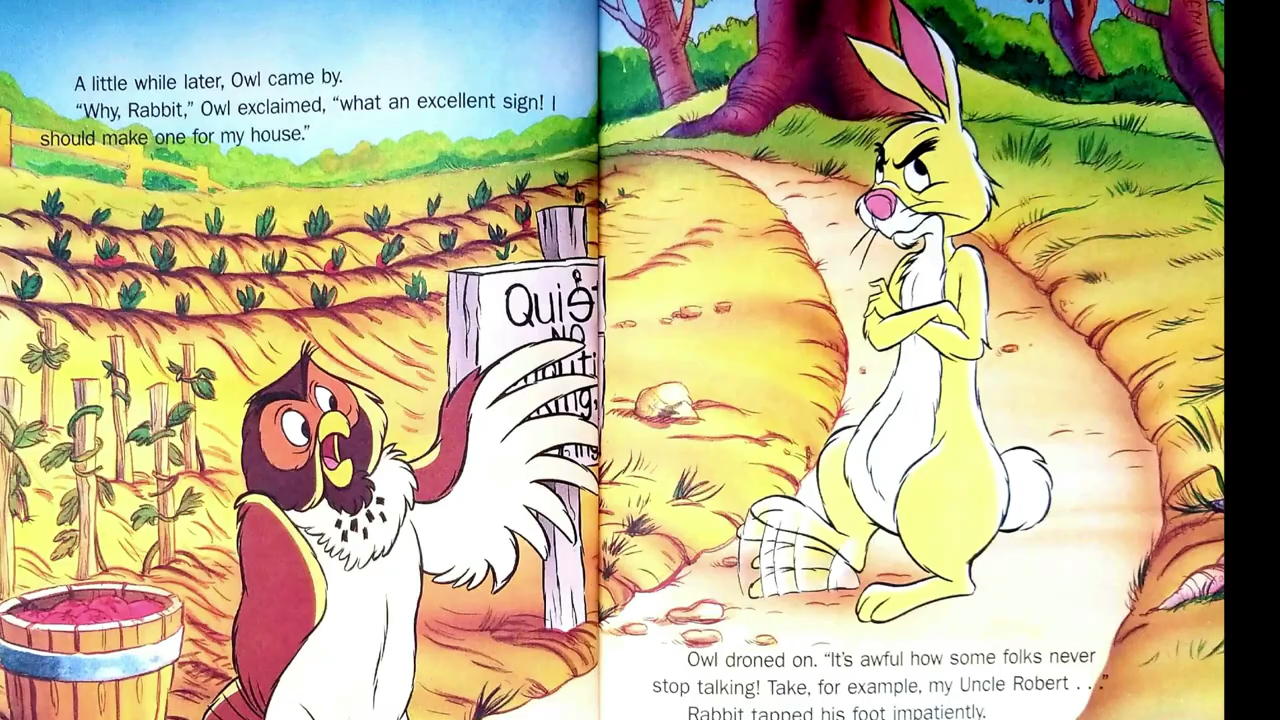 A little while later, Owl came by.
“Why, Rabbit,” Owl exclaimed, “what an excellent sign! I
should make one for my house.”
Quiet
NO
Owl droned on. “It’s awful how some folks never
stop talking! Take, for example, my Uncle Robert . . .”
Rabbit tapped his foot impatiently.